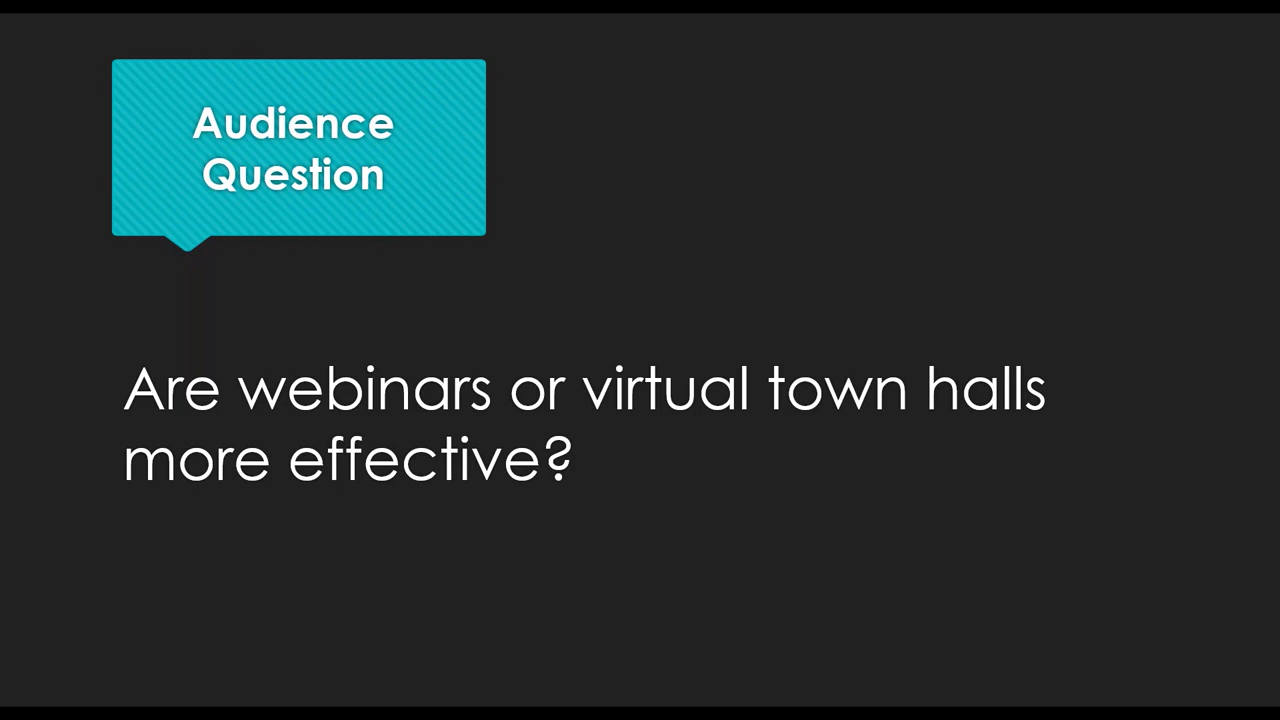 Audience
Question
Are webinars or virtual town halls
more effective?